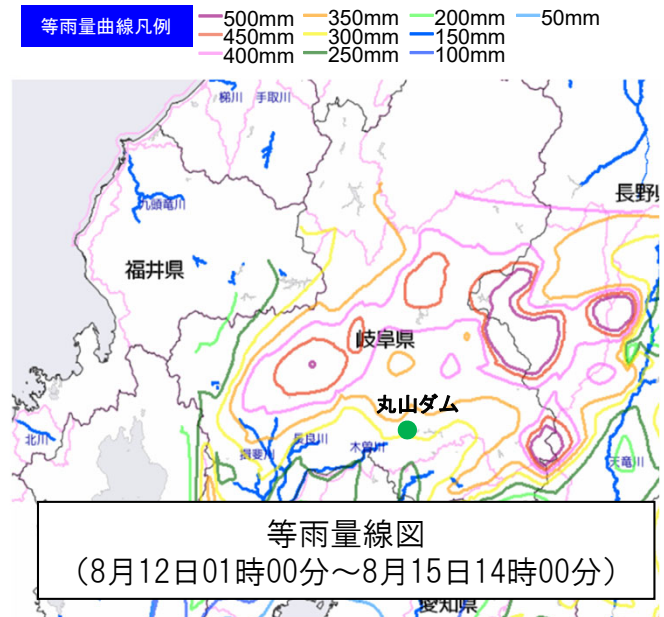 等雨量曲線凡例
500mm 350mm 200mm 50mm
450mm 300mm 150mm
400mm 250mm 100mm
梯川 手取川
長野
九頭竜川
福井県
岐阜県
丸山ダム
北川
揖斐川 長良川 木曽川
天竜川
等雨量線図
(8月12日01時00分～8月15日14時00分)
愛知県